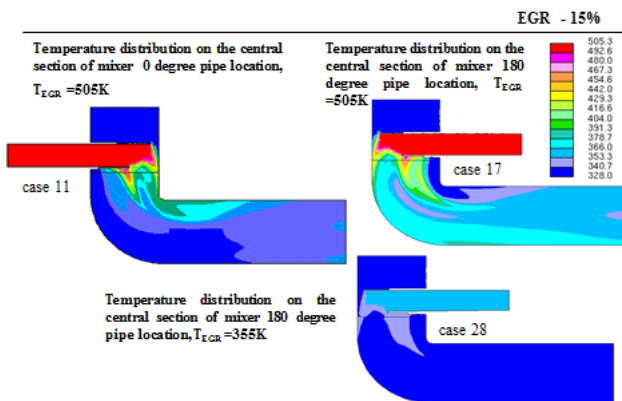 EGR - 15%
Temperature distribution on the central
section of mixer 0 degree pipe location,
TEGR =505K
case 11
Temperature distribution on the
central section of mixer 180
degree pipe location, TEGR
=505K
case 17
505.3
492.6
480.0
467.3
454.6
442.0
429.3
416.6
404.0
391.3
378.7
366.0
353.3
340.7
328.0
Temperature distribution on the
central section of mixer 180 degree
pipe location,TEGR=355K
case 28